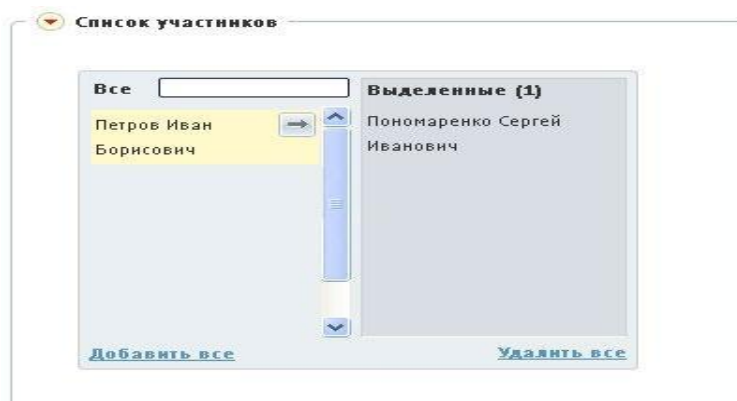 Список участников
Все
Выделенные (1)
Петров Иван
Борисович
Пономаренко Сергей
Иванович
Добавить все
Удалить все